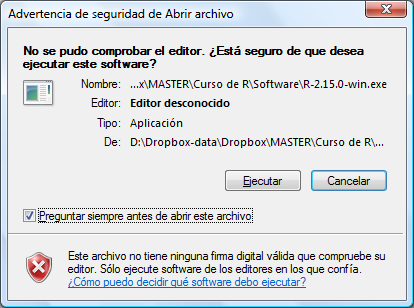 Advertencia de seguridad de Abrir archivo
No se pudo comprobar el editor. ¿Está seguro de que desea
ejecutar este software?
Nombre: ...x\MASTER\Curso de R\Software\R-2.15.0-win.exe
Editor: Editor desconocido
Tipo: Aplicación
De: D:\Dropbox-data\Dropbox\MASTER\Curso de R\...
Ejecutar Cancelar
Preguntar siempre antes de abrir este archivo
Este archivo no tiene ninguna firma digital válida que compruebe su
editor. Sólo ejecute software de los editores en los que confía.
¿Cómo puedo decidir qué software debo ejecutar?